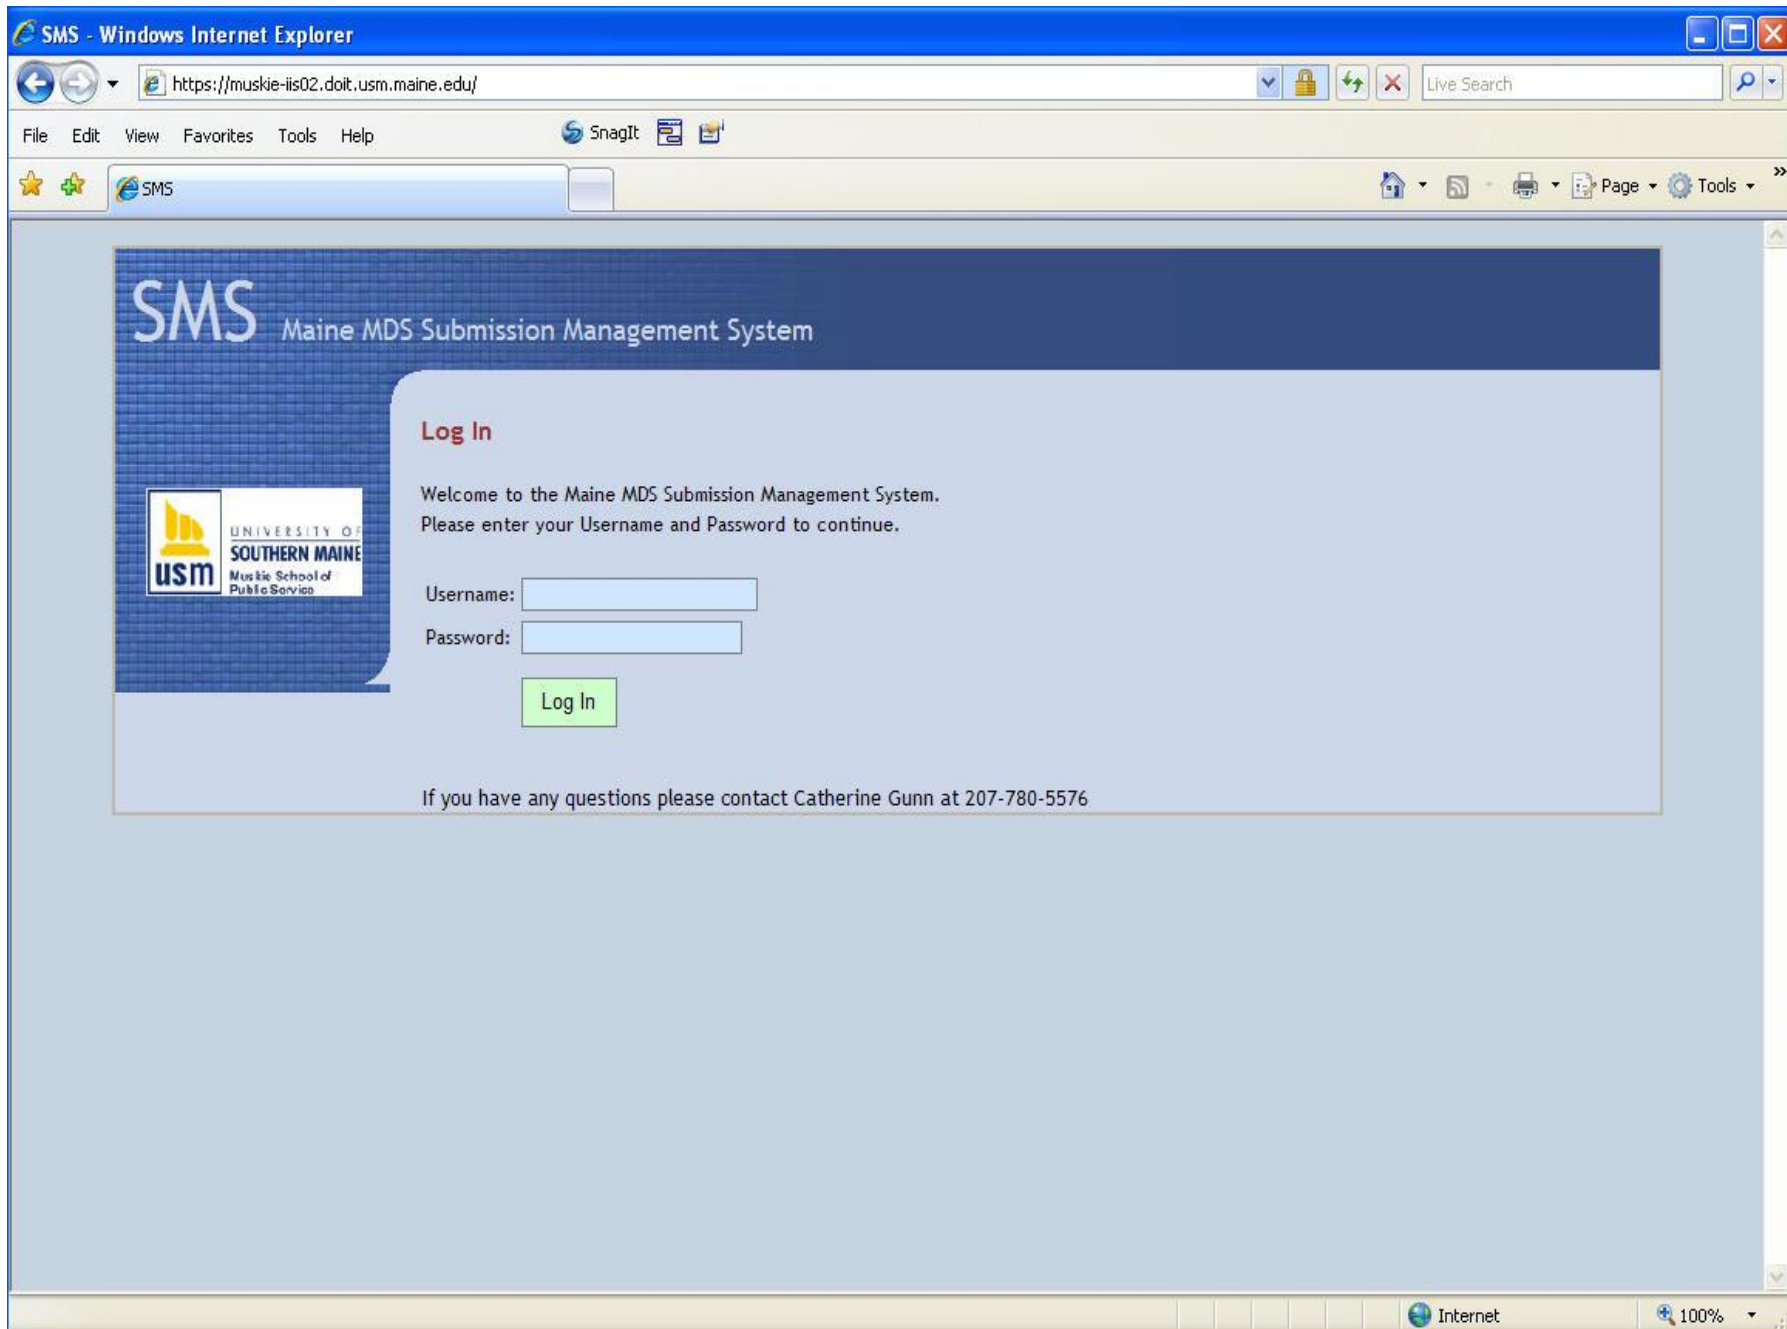 SMS - Windows Internet Explorer
https://muskie-iis02.doit.usm.maine.edu/
Live Search
File Edit View Favorites Tools Help
SnagIt
SMS
Page
Tools
SMS Maine MDS Submission Management System
Log In
Welcome to the Maine MDS Submission Management System.
Please enter your Username and Password to continue.
UNIVERSITY OF
SOUTHERN MAINE
usm
Muskie School of
Public Service
Username:
Password:
Log In
If you have any questions please contact Catherine Gunn at 207-780-5576
Internet
100%